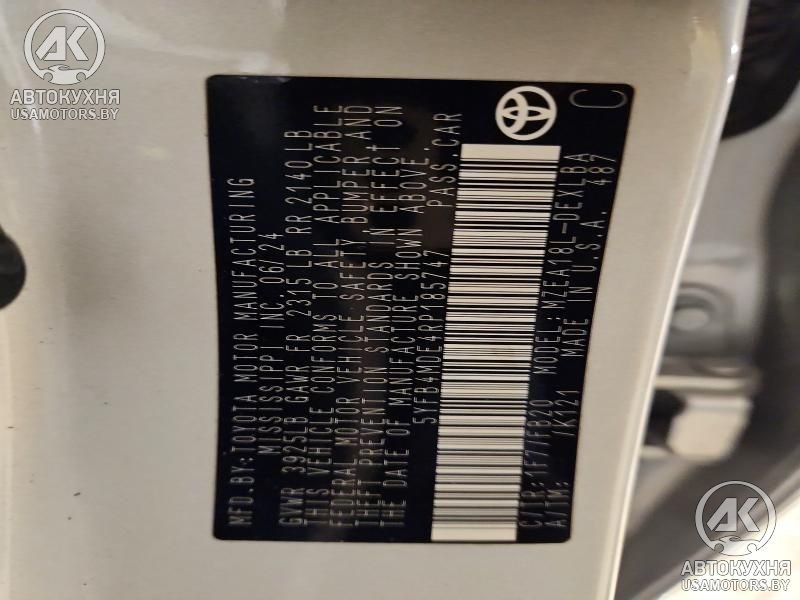 MFD.BY:TOYOTA MOTOR MANUFACTURING
MISSISSIPPI INC. 06/24
GVWR 3925LB GAWR FR 2315LB RR 2140LB
THIS VEHICLE CONFORMS TO ALL APPLICABLE
FEDERAL MOTOR VEHICLE SAFETY, BUMPER AND
THEFT PREVENTION STANDARDS IN EFFECT ON
THE DATE OF MANUFACTURE SHOWN ABOVE.
5YFB4MDE4RP185747 PASS.CAR
C/TR: 1F7/FB20 MODEL: MZEA18L-DEXLBA
A/TM: /K121 MADE IN U.S.A. 487
C
АК
АВТОКУХНЯ
USAMOTORS.BY
АК
АВТОКУХНЯ
USAMOTORS.BY